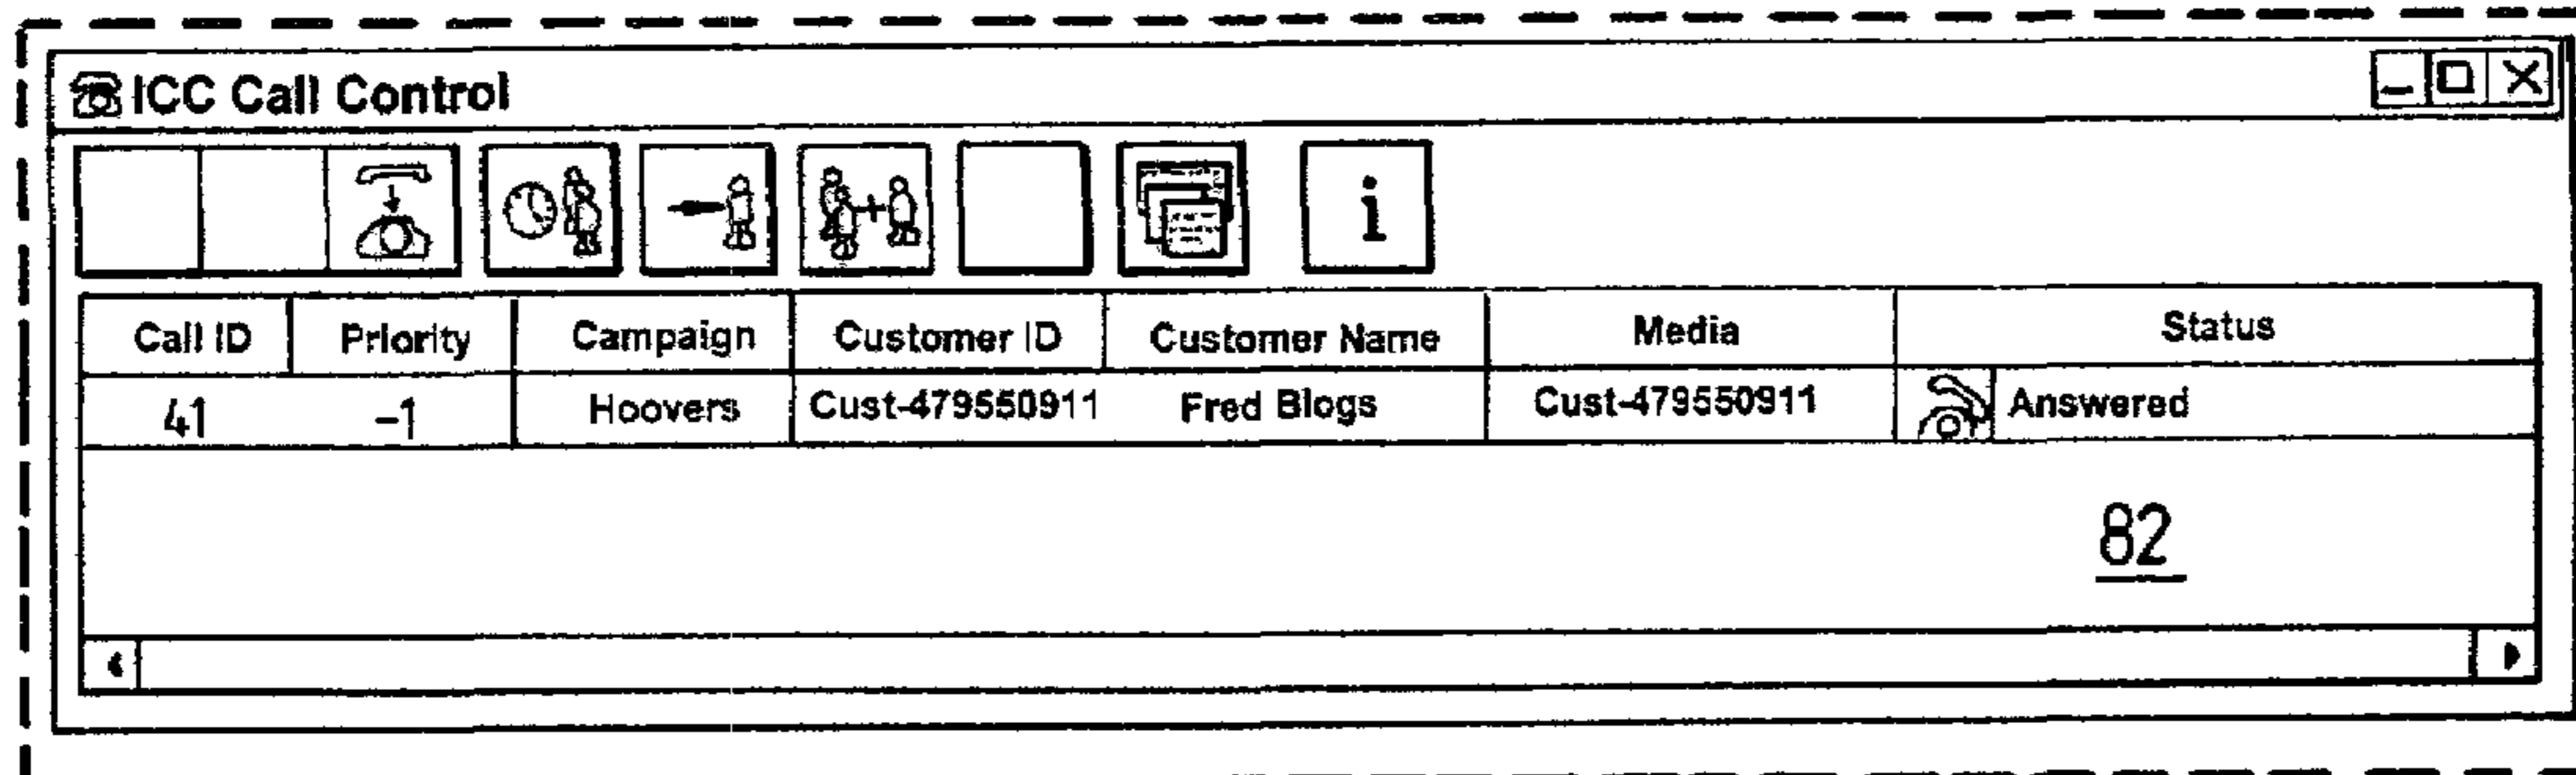 ICC Call Control
i
Call ID Priority Campaign Customer ID Customer Name Media Status
41 -1 Hoovers Cust-479550911 Fred Blogs Cust-479550911 Answered
82